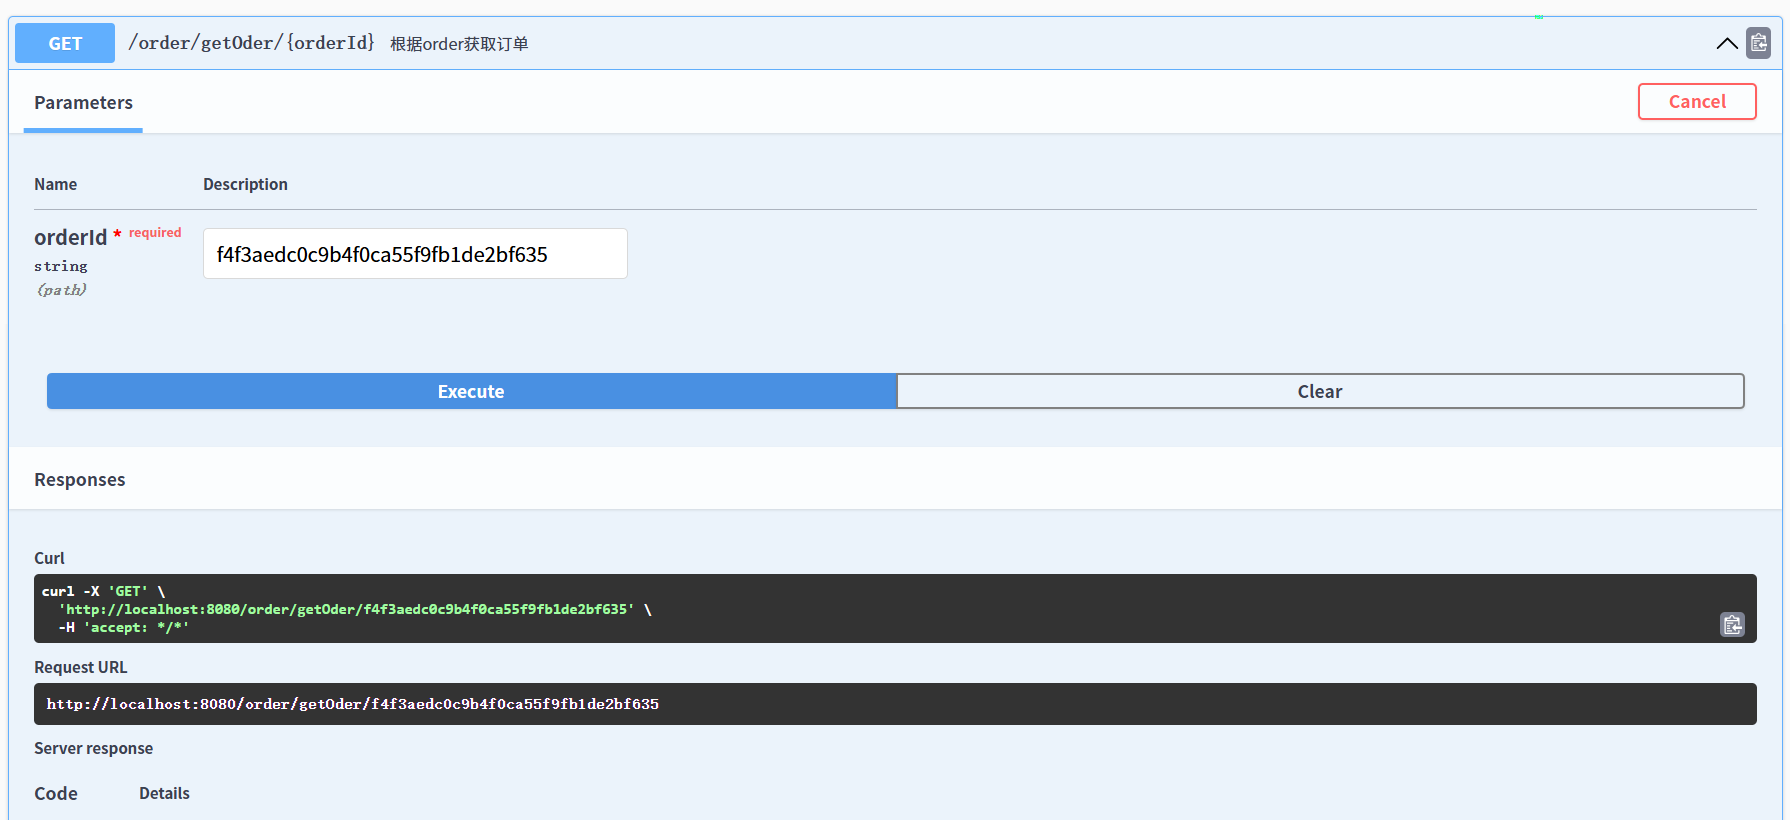 GET /order/getOder/{orderId} 根据order获取订单
Parameters
Cancel
Name Description
orderId * required
string
(path)
f4f3aedc0c9b4f0ca55f9fb1de2bf635
Execute Clear
Responses
Curl
curl -X 'GET' \
'http://localhost:8080/order/getOder/f4f3aedc0c9b4f0ca55f9fb1de2bf635' \
-H 'accept: */*'
Request URL
http://localhost:8080/order/getOder/f4f3aedc0c9b4f0ca55f9fb1de2bf635
Server response
Code Details